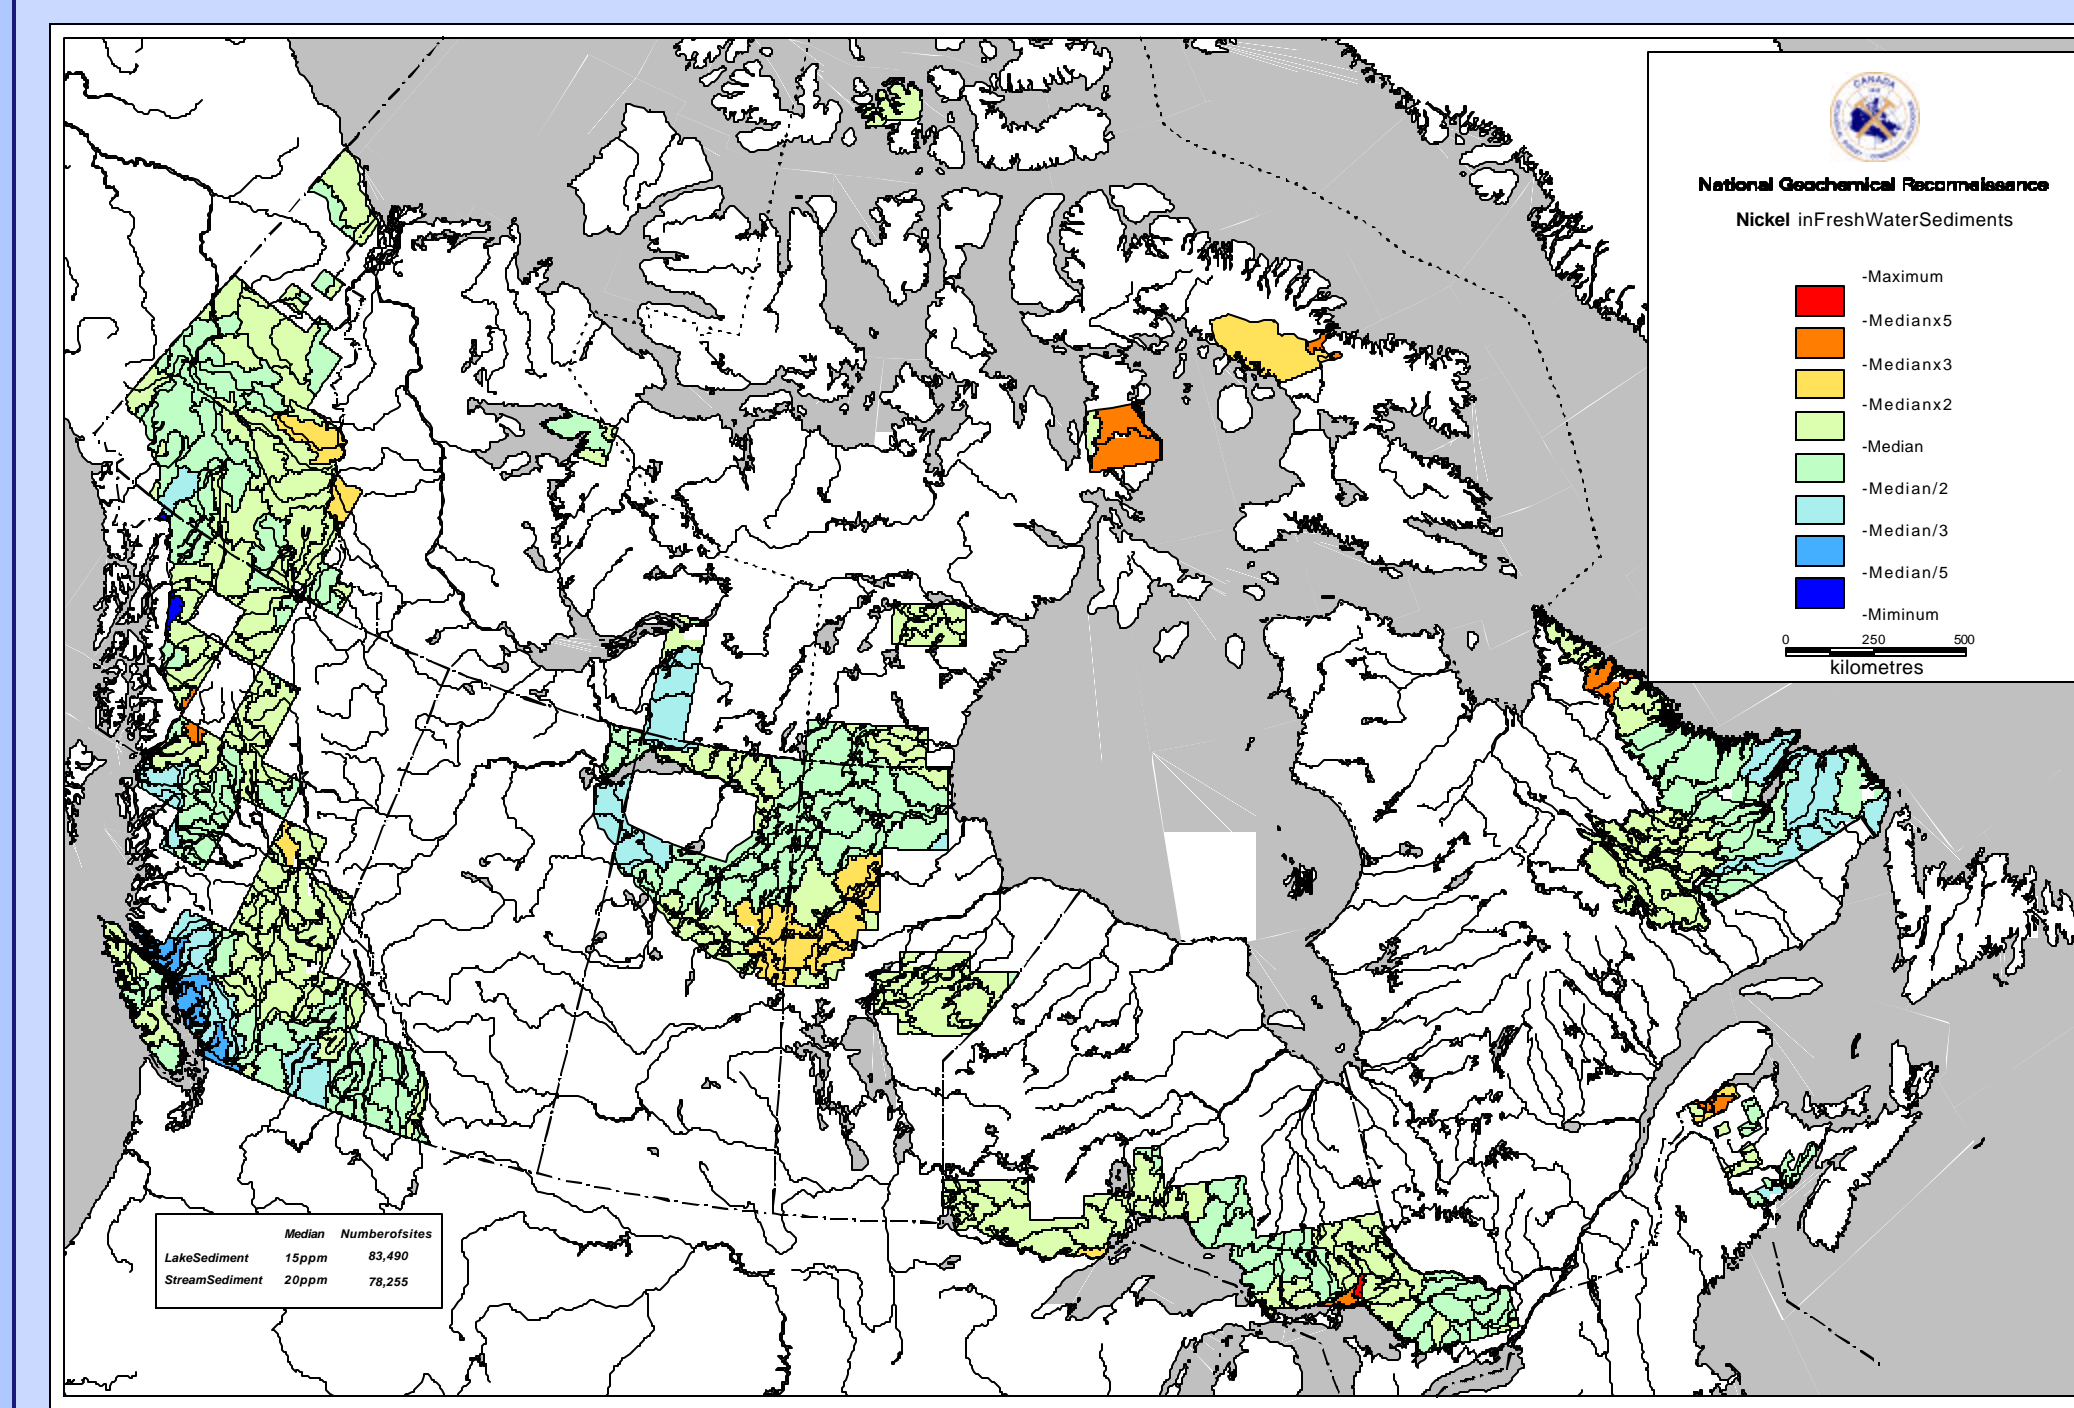 CANADA
National Geochemical Reconnaissance
Nickel inFreshWaterSediments
-Maximum
-Medianx5
-Medianx3
-Medianx2
-Median
-Median/2
-Median/3
-Median/5
-Miminum
0 250 500
kilometres
Median Numberofsites
LakeSediment 15ppm 83,490
StreamSediment 20ppm 78,255